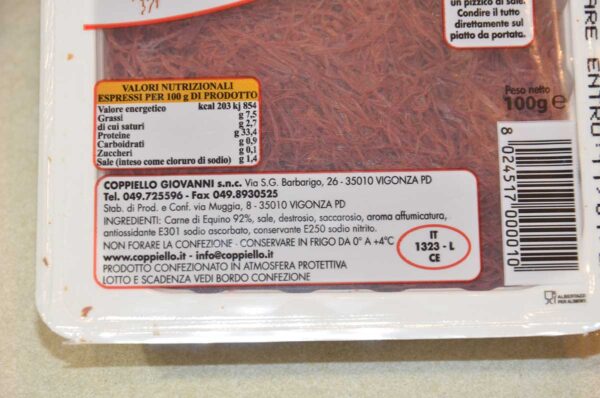 un pizzico di sale.
Condire il tutto
direttamente sul
piatto da portata.
VALORI NUTRIZIONALI
ESPRESSI PER 100 g DI PRODOTTO
Valore energetico kcal 203 kj 854
Grassi g 7,5
di cui saturi g 2,7
Proteine g 33,4
Carboidrati g 0,9
Zuccheri g 0,1
Sale (inteso come cloruro di sodio) g 1,4
Peso netto
100g e
COPPIELLO GIOVANNI s.n.c. Via S.G. Barbarigo, 26 - 35010 VIGONZA PD
Tel. 049.725596 - Fax 049.8930525
Stab. di Prod. e Conf. via Muggia, 8 - 35010 VIGONZA PD
INGREDIENTI: Carne di Equino 92%, sale, destrosio, saccarosio, aroma affumicatura,
antiossidante E301 sodio ascorbato, conservante E250 sodio nitrito.
NON FORARE LA CONFEZIONE - CONSERVARE IN FRIGO DA 0° A +4°C
www.coppiello.it - info@coppiello.it
PRODOTTO CONFEZIONATO IN ATMOSFERA PROTETTIVA
LOTTO E SCADENZA VEDI BORDO CONFEZIONE
IT
1323 - L
CE
8 024517 000010
ENTRO
PER ALIMENTI